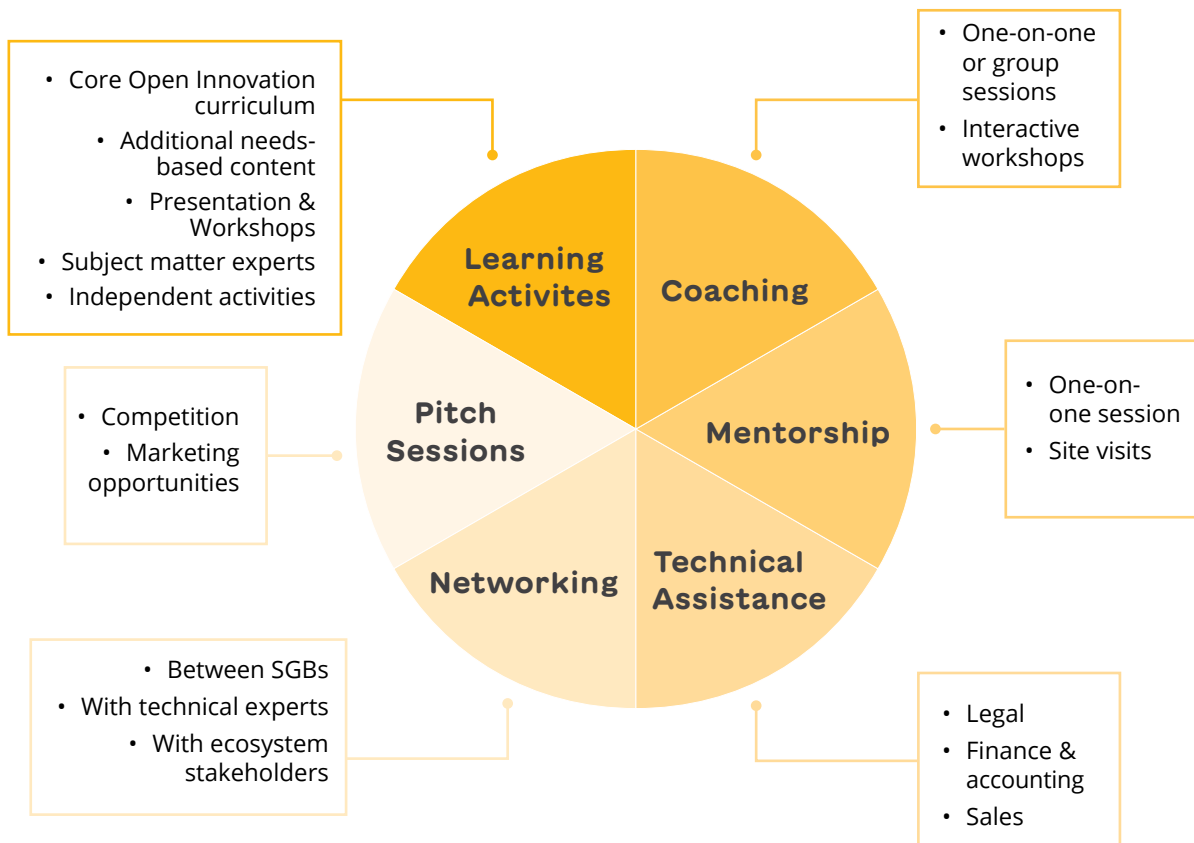 • Core Open Innovation
curriculum
• Additional needs-
based content
• Presentation &
Workshops
• Subject matter experts
• Independent activities
• One-on-one
or group
sessions
• Interactive
workshops
Learning
Activites
Coaching
• Competition
• Marketing
opportunities
Pitch
Sessions
Mentorship
• One-on-
one session
• Site visits
Networking
Technical
Assistance
• Between SGBs
• With technical experts
• With ecosystem
stakeholders
• Legal
• Finance &
accounting
• Sales